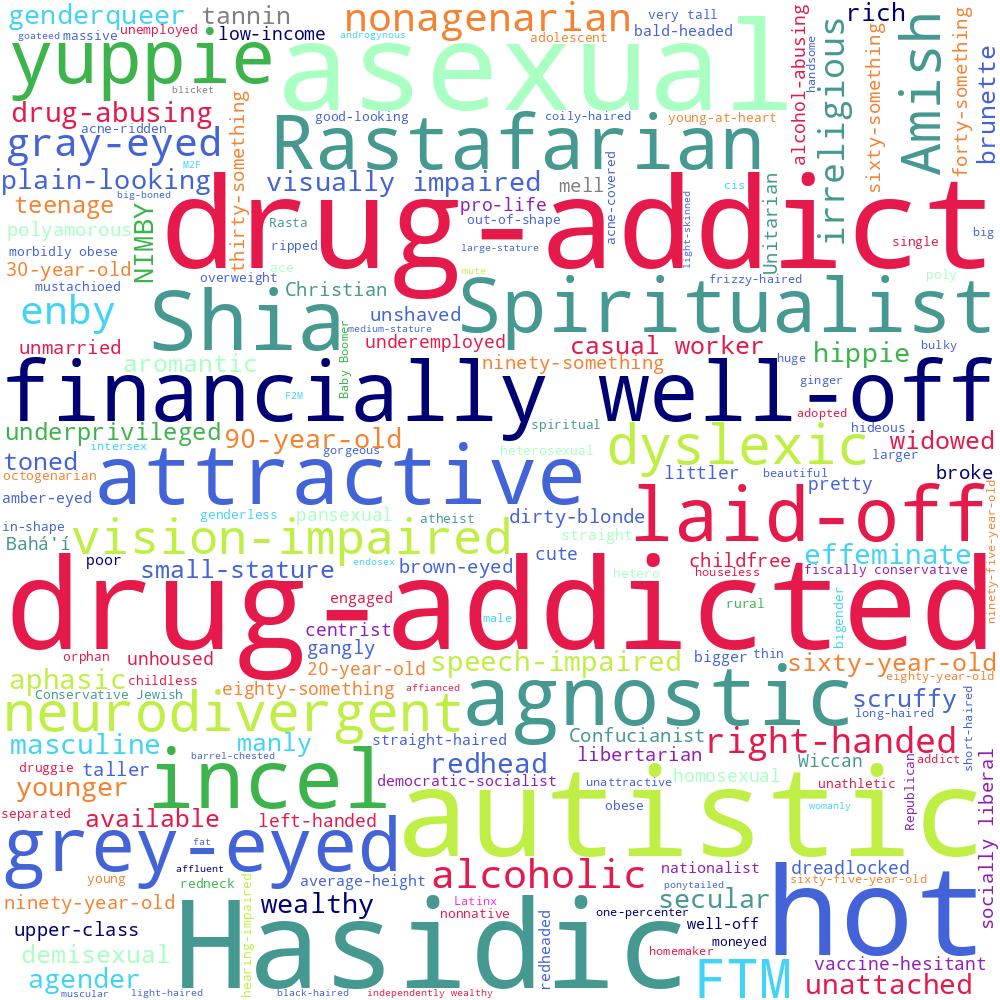 genderqueer
tannin
nonagenarian
very tall
rich
goateed
massive
unemployed
low-income
androgynous
adolescent
bald-headed
yuppie
asexual
alcohol-abusing
handsome
irreligious
sixty-something
Amish
forty-something
brunette
blicket
drug-abusing
thirty-something
good-looking
coily-haired
young-at-heart
acne-ridden
gray-eyed
Rastafarian
M2F
plain-looking
visually impaired
mell
acne-covered
cis
big-boned
drug-addict
teenage
NIMBY
pro-life
out-of-shape
light-skinned
Unitarian
polyamorous
Rasta
single
big
morbidly obese
ripped
large-stature
30-year-old
ace
mute
poly
mustachioed
overweight
frizzy-haired
Christian
Shia
Spiritualist
enby
unshaved
medium-stature
Baby Boomer
unmarried
underemployed
casual worker
hippie
bulky
aromantic
ninety-something
huge
financially well-off
ginger
F2M
adopted
underprivileged
90-year-old
spiritual
dyslexic
hideous
widowed
intersex
gorgeous
heterosexual
larger
toned
attractive
octogenarian
littler
beautiful
pretty
broke
amber-eyed
laid-off
ninety-five-year-old
genderless
pansexual
atheist
dirty-blonde
in-shape
vision-impaired
straight
Bahá'í
poor
endosex
cute
childfree
effeminate
small-stature
brown-eyed
hetero
houseless
fiscally conservative
drug-addicted
engaged
male
rural
bigender
centrist
gangly
orphan
unhoused
20-year-old
speech-impaired
bigger
thin
sixty-year-old
aphasic
childless
eighty-something
affianced
eighty-year-old
Conservative Jewish
neurodivergent
agnostic
scruffy
long-haired
short-haired
masculine
manly
straight-haired
Confucianist
right-handed
barrel-chested
redhead
libertarian
Wiccan
addict
druggie
taller
incel
democratic-socialist
unattractive
homosexual
unathletic
Republican
socially liberal
younger
autistic
separated
available
left-handed
obese
womanly
grey-eyed
fat
affluent
alcoholic
nationalist
dreadlocked
young
redneck
average-height
ponytailed
hot
sixty-five-year-old
ninety-year-old
hearing-impaired
Hasidic
wealthy
Latinx
nonnative
one-percenter
secular
well-off
upper-class
redheaded
moneyed
demisexual
homemaker
FTM
vaccine-hesitant
agender
unattached
muscular
light-haired
black-haired
independently wealthy